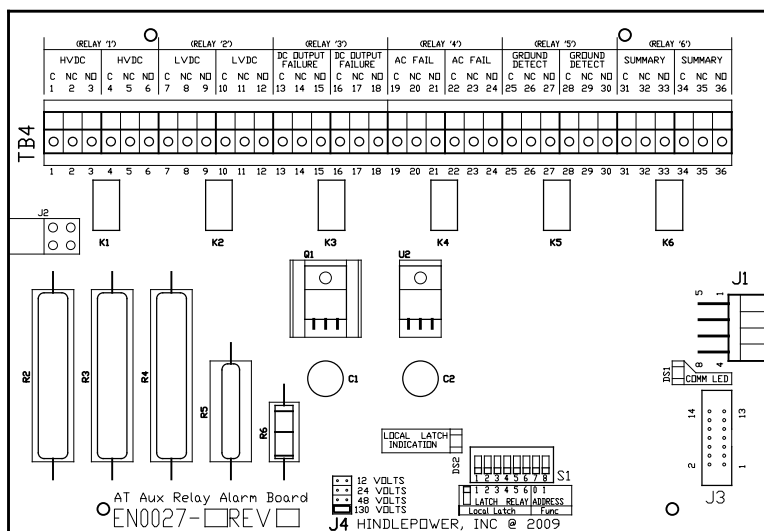 (RELAY '1') (RELAY '2') (RELAY '3') (RELAY '4') (RELAY '5') (RELAY '6')
HVDC HVDC LVDC LVDC DC OUTPUT FAILURE DC OUTPUT FAILURE AC FAIL AC FAIL GROUND DETECT GROUND DETECT SUMMARY SUMMARY
C NC NO C NC NO C NC NO C NC NO C NC NO C NC NO C NC NO C NC NO C NC NO C NC NO C NC NO C NC NO
1 2 3 4 5 6 7 8 9 10 11 12 13 14 15 16 17 18 19 20 21 22 23 24 25 26 27 28 29 30 31 32 33 34 35 36
TB4
1 2 3 4 5 6 7 8 9 10 11 12 13 14 15 16 17 18 19 20 21 22 23 24 25 26 27 28 29 30 31 32 33 34 35 36
J2
K1 K2 K3 K4 K5 K6
Q1 U2
J1
5 1
8 4
R2 R3 R4 R5 R6
C1 C2
DS1
COMM LED
14 13
2 1
J3
LOCAL LATCH
INDICATION
DS2
1 2 3 4 5 6 7 8
S1
1 2 3 4 5 6 0 1
LATCH RELAY ADDRESS
Local Latch Func
12 VOLTS
24 VOLTS
48 VOLTS
130 VOLTS
AT Aux Relay Alarm Board
EN0027- REV
J4 HINDLEPOWER, INC @ 2009